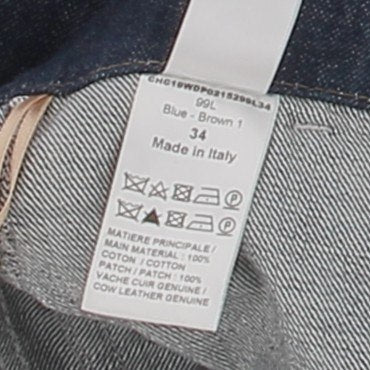 CHC19WDP0215299L34
99L
Blue - Brown 1
34
Made in Italy
MATIERE PRINCIPALE /
MAIN MATERIAL : 100%
COTON / COTTON
PATCH / PATCH : 100%
VACHE CUIR GENUINE /
COW LEATHER GENUINE